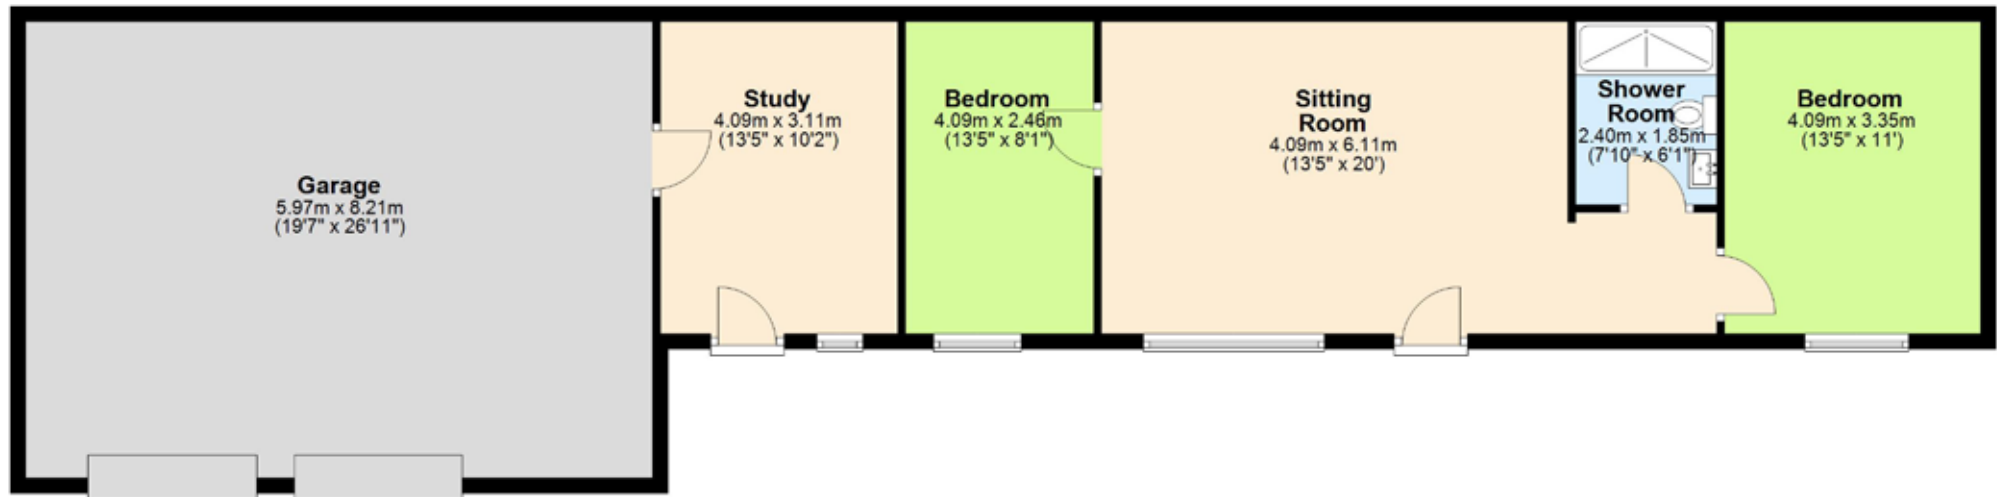 Garage
5.97m x 8.21m
(19'7" x 26'11")
Study
4.09m x 3.11m
(13'5" x 10'2")
Bedroom
4.09m x 2.46m
(13'5" x 8'1")
Sitting
Room
4.09m x 6.11m
(13'5" x 20')
Shower
Room
2.40m x 1.85m
(7'10" x 6'1")
Bedroom
4.09m x 3.35m
(13'5" x 11')